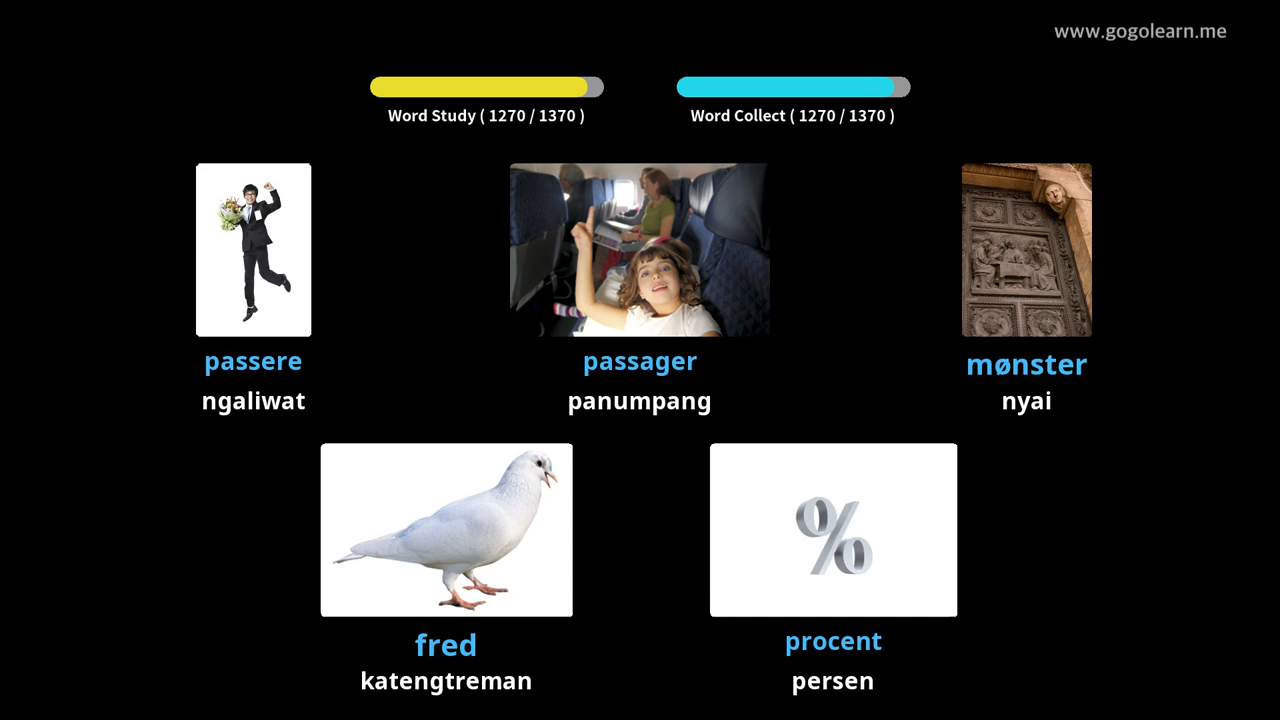 www.gogolearn.me
Word Study ( 1270 / 1370 )
Word Collect ( 1270 / 1370 )
passere
passager
mønster
ngaliwat
panumpang
nyai
fred
procent
katengtreman
persen
%